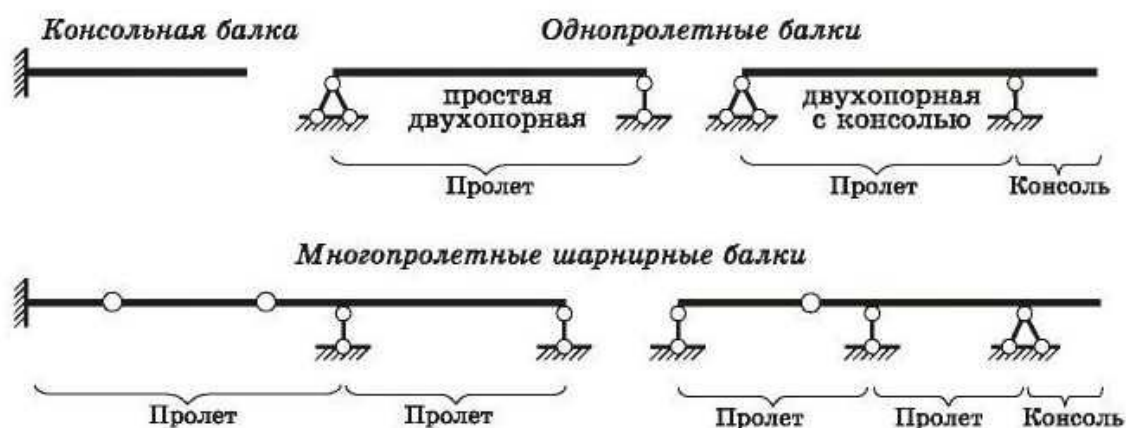 Консольная балка
Однопролетные балки
простая
двухопорная
двухопорная
с консолью
Пролет
Пролет
Консоль
Многопролетные шарнирные балки
Пролет
Пролет
Пролет
Пролет
Консоль